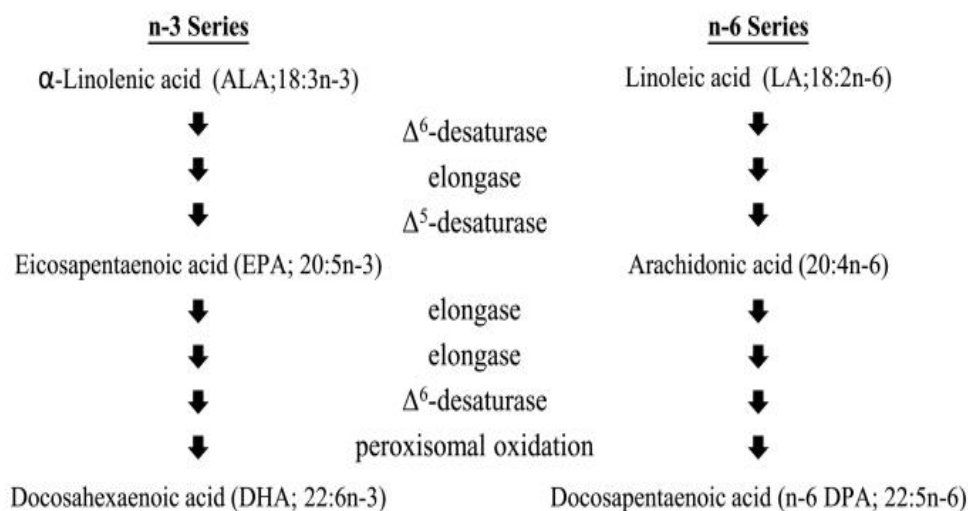 n-3 Series n-6 Series
α-Linolenic acid (ALA;18:3n-3) Linoleic acid (LA;18:2n-6)
Δ⁶-desaturase
elongase
Δ⁵-desaturase
Eicosapentaenoic acid (EPA; 20:5n-3) Arachidonic acid (20:4n-6)
elongase
elongase
Δ⁶-desaturase
peroxisomal oxidation
Docosahexaenoic acid (DHA; 22:6n-3) Docosapentaenoic acid (n-6 DPA; 22:5n-6)